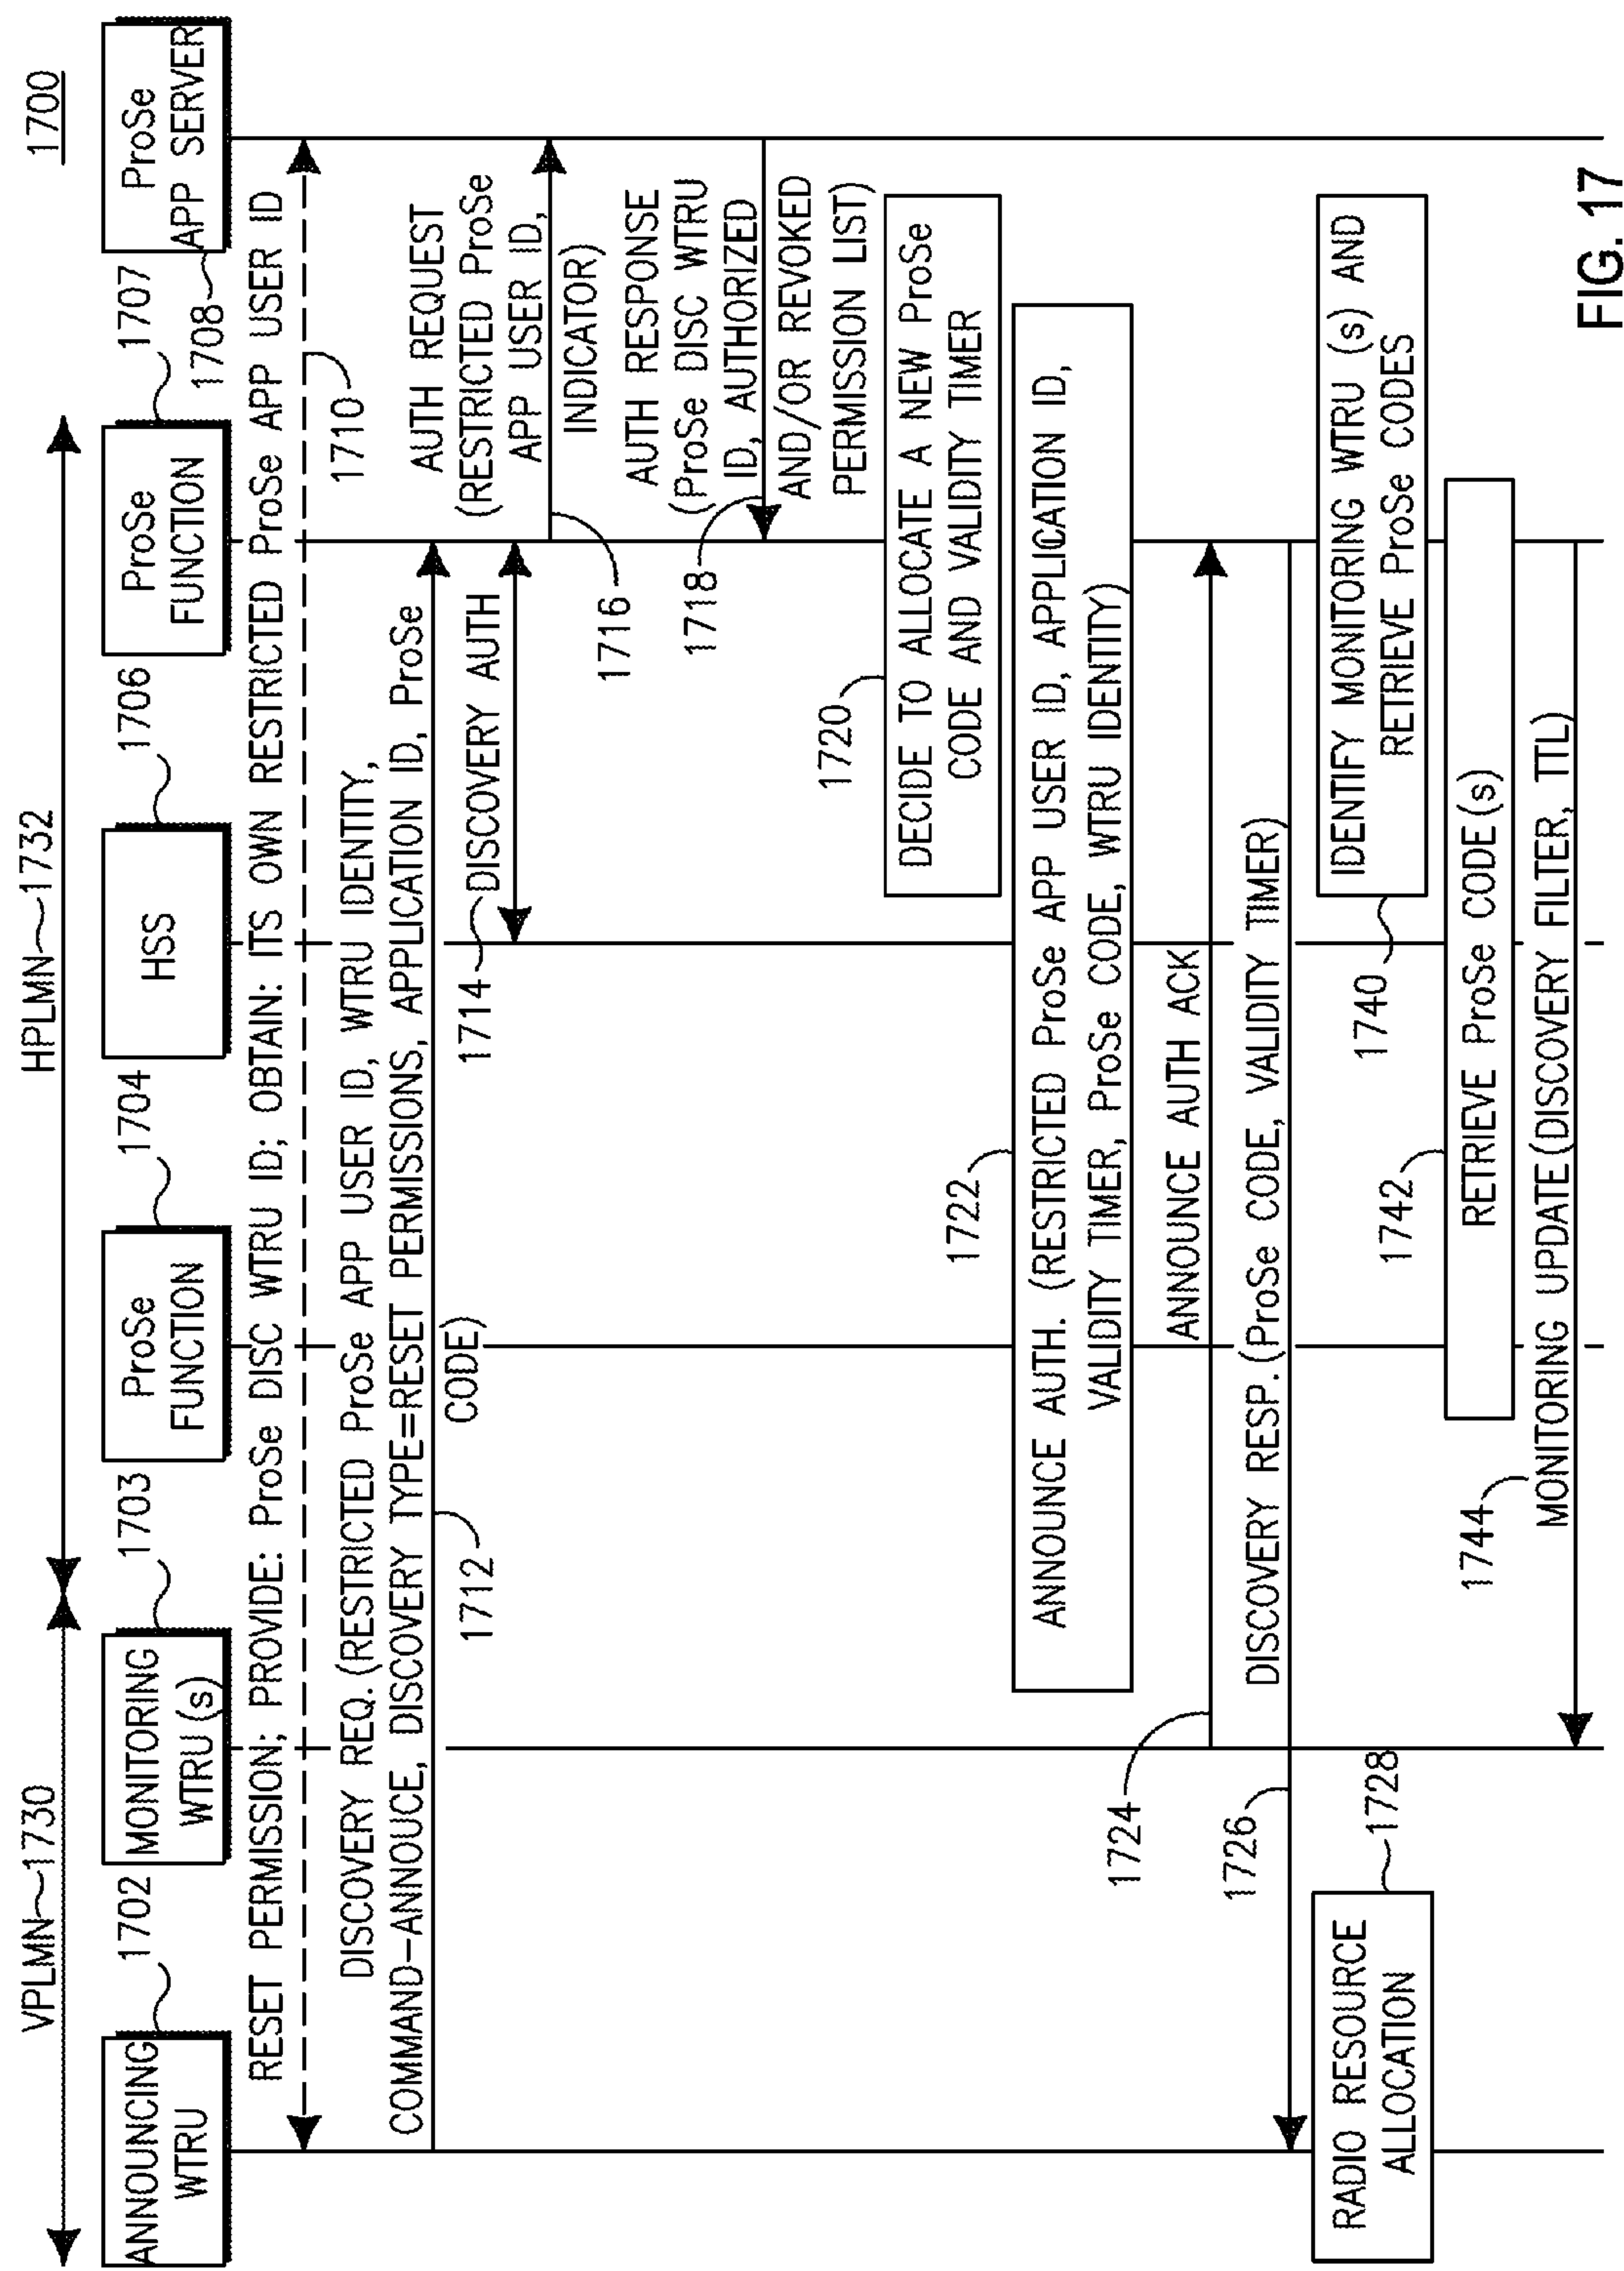 1700
VPLMN 1730
HPLMN 1732
ANNOUNCING
WTRU
1702
MONITORING
WTRU(s)
1703
ProSe
FUNCTION
1704
HSS
1706
ProSe
FUNCTION
1707
ProSe
APP SERVER
1708
RESET PERMISSION; PROVIDE: ProSe DISC WTRU ID; OBTAIN: ITS OWN RESTRICTED ProSe APP USER ID
1710
DISCOVERY REQ.(RESTRICTED ProSe APP USER ID, WTRU IDENTITY,
COMMAND-ANNOUCE, DISCOVERY TYPE=RESET PERMISSIONS, APPLICATION ID, ProSe
CODE)
1712
1714
DISCOVERY AUTH
AUTH REQUEST
(RESTRICTED ProSe
APP USER ID,
INDICATOR)
1716
AUTH RESPONSE
(ProSe DISC WTRU
ID, AUTHORIZED
AND/OR REVOKED
PERMISSION LIST)
1718
1720
DECIDE TO ALLOCATE A NEW ProSe
CODE AND VALIDITY TIMER
1722
ANNOUNCE AUTH. (RESTRICTED ProSe APP USER ID, APPLICATION ID,
VALIDITY TIMER, ProSe CODE, WTRU IDENTITY)
ANNOUNCE AUTH ACK
1724
DISCOVERY RESP.(ProSe CODE, VALIDITY TIMER)
1726
RADIO RESOURCE
ALLOCATION
1728
IDENTIFY MONITORING WTRU (s) AND
RETRIEVE ProSe CODES
1740
RETRIEVE ProSe CODE(s)
1742
MONITORING UPDATE(DISCOVERY FILTER, TTL)
1744
FIG. 17